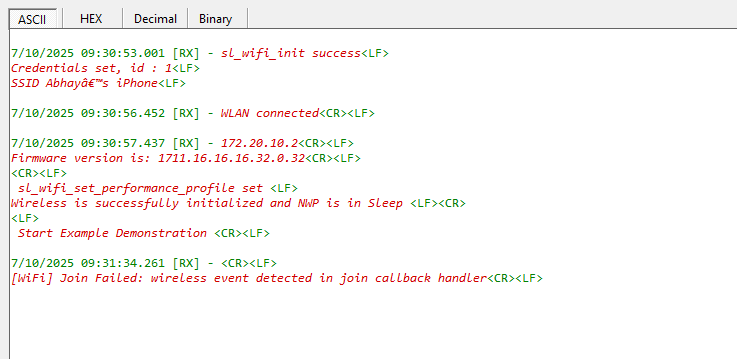 ASCII HEX Decimal Binary
7/10/2025 09:30:53.001 [RX] - sl_wifi_init success<LF>
Credentials set, id : 1<LF>
SSID Abhayâ€™s iPhone<LF>
7/10/2025 09:30:56.452 [RX] - WLAN connected<CR><LF>
7/10/2025 09:30:57.437 [RX] - 172.20.10.2<CR><LF>
Firmware version is: 1711.16.16.16.32.0.32<CR><LF>
<CR><LF>
sl_wifi_set_performance_profile set <LF>
Wireless is successfully initialized and NWP is in Sleep <LF><CR>
<LF>
Start Example Demonstration <CR><LF>
7/10/2025 09:31:34.261 [RX] - <CR><LF>
[WiFi] Join Failed: wireless event detected in join callback handler<CR><LF>